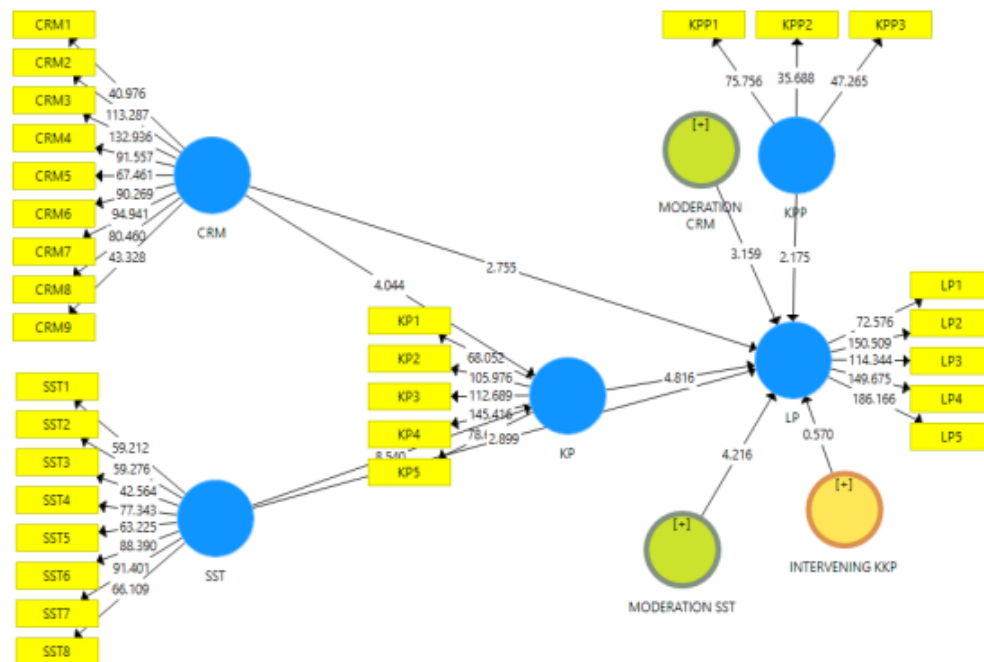 CRM1
CRM2
CRM3
CRM4
CRM5
CRM6
CRM7
CRM8
CRM9
40.976
113.287
132.936
91.557
67.461
90.269
94.941
80.460
43.328
CRM
KPP1
KPP2
KPP3
75.756
35.688
47.265
[+]
MODERATION
CRM
KPP
3.159
2.175
2.755
4.044
KP1
KP2
KP3
KP4
KP5
68.052
105.976
112.689
145.416
2.899
8.540
KP
4.816
LP1
LP2
LP3
LP4
LP5
72.576
150.509
114.344
149.675
186.166
LP
SST1
SST2
SST3
SST4
SST5
SST6
SST7
SST8
59.212
59.276
42.564
77.343
63.225
88.390
91.401
66.109
SST
4.216
0.570
[+]
MODERATION SST
[+]
INTERVENING KKP